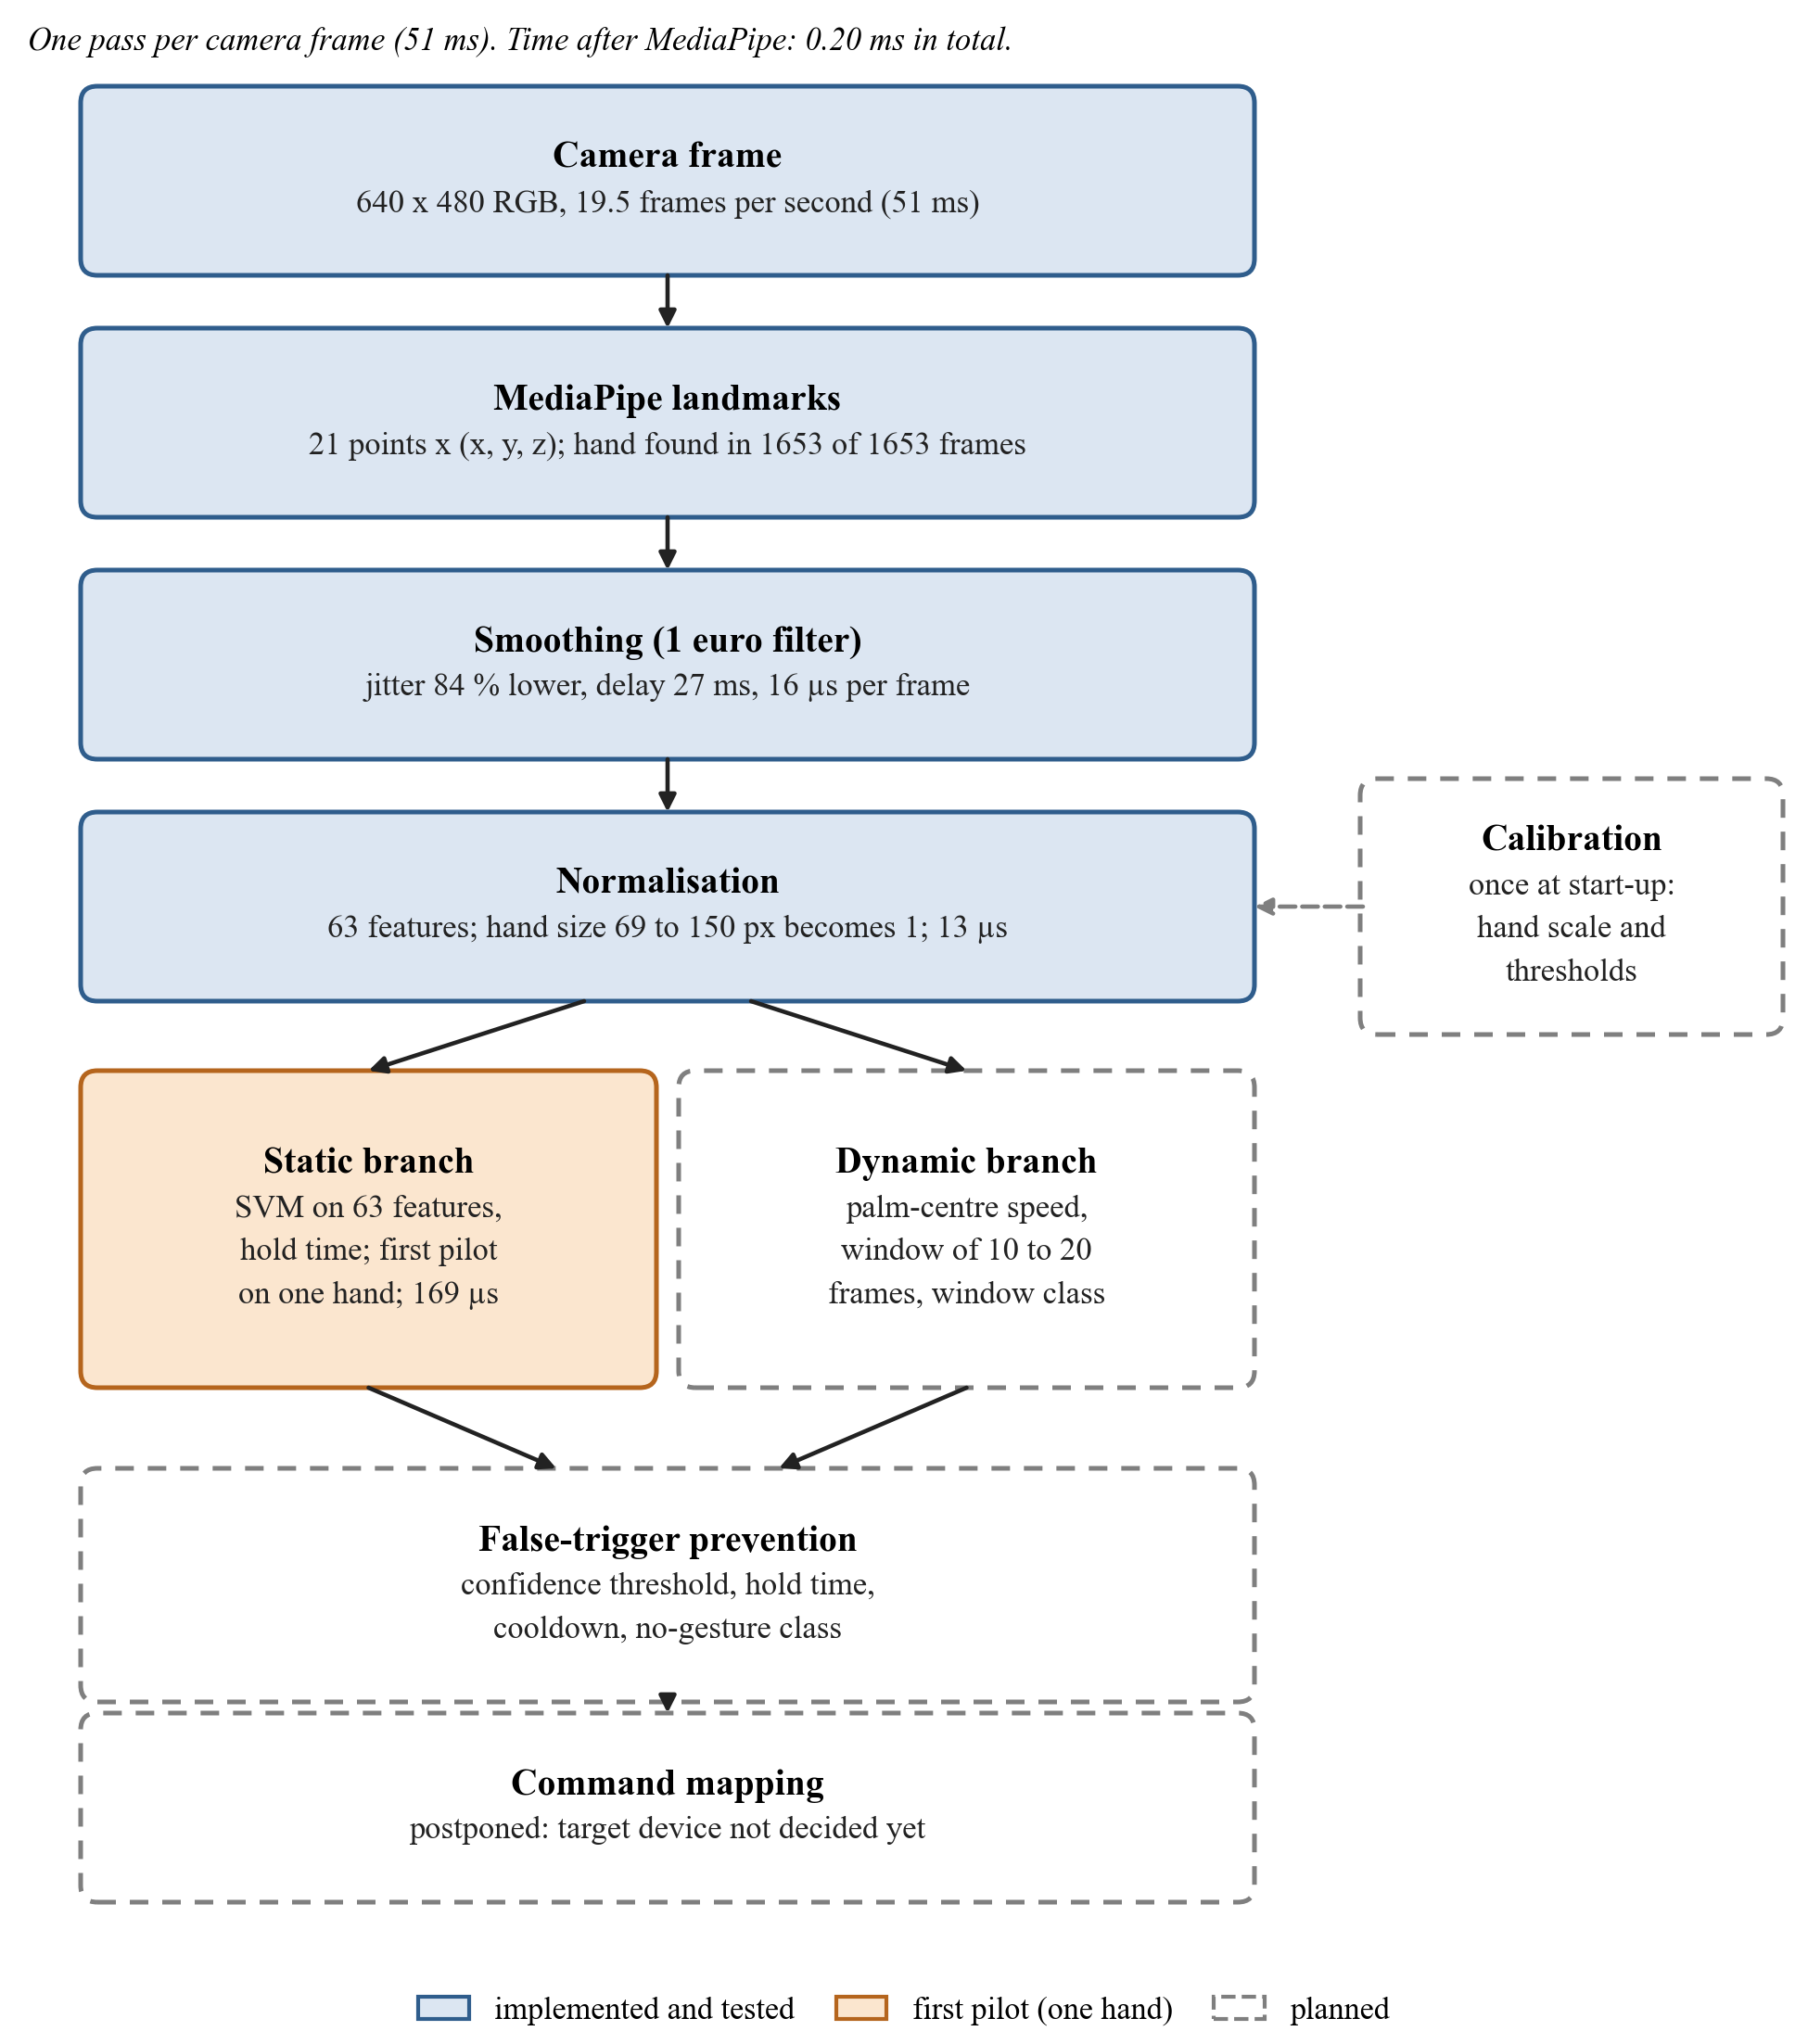 One pass per camera frame (51 ms). Time after MediaPipe: 0.20 ms in total.
Camera frame
640 x 480 RGB, 19.5 frames per second (51 ms)
MediaPipe landmarks
21 points x (x, y, z); hand found in 1653 of 1653 frames
Smoothing (1 euro filter)
jitter 84 % lower, delay 27 ms, 16 µs per frame
Normalisation
63 features; hand size 69 to 150 px becomes 1; 13 µs
Calibration
once at start-up:
hand scale and
thresholds
Static branch
SVM on 63 features,
hold time; first pilot
on one hand; 169 µs
Dynamic branch
palm-centre speed,
window of 10 to 20
frames, window class
False-trigger prevention
confidence threshold, hold time,
cooldown, no-gesture class
Command mapping
postponed: target device not decided yet
implemented and tested
first pilot (one hand)
planned